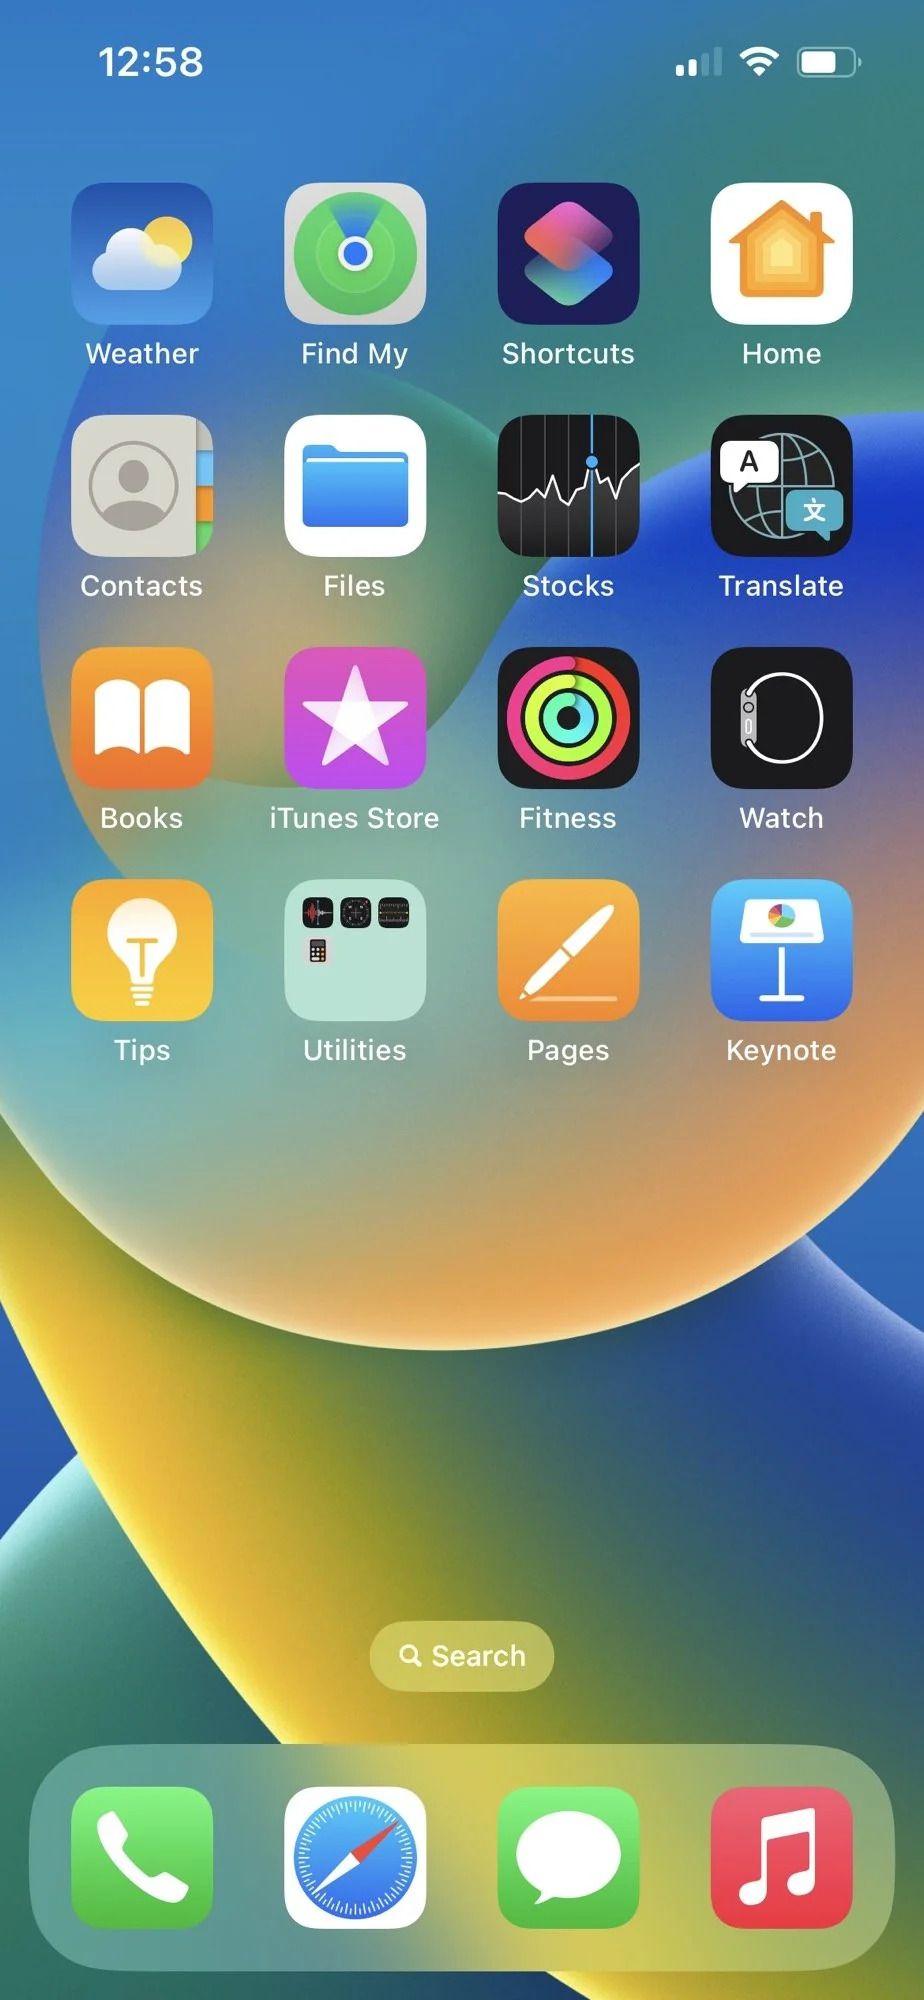 12:58
Weather Find My Shortcuts Home
A
文
Contacts Files Stocks Translate
Books iTunes Store Fitness Watch
Tips Utilities Pages Keynote
Search